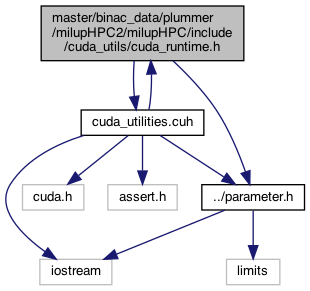 master/binac_data/plummer
/milupHPC2/milupHPC/include
/cuda_utils/cuda_runtime.h
cuda_utilities.cuh
cuda.h
assert.h
../parameter.h
iostream
limits